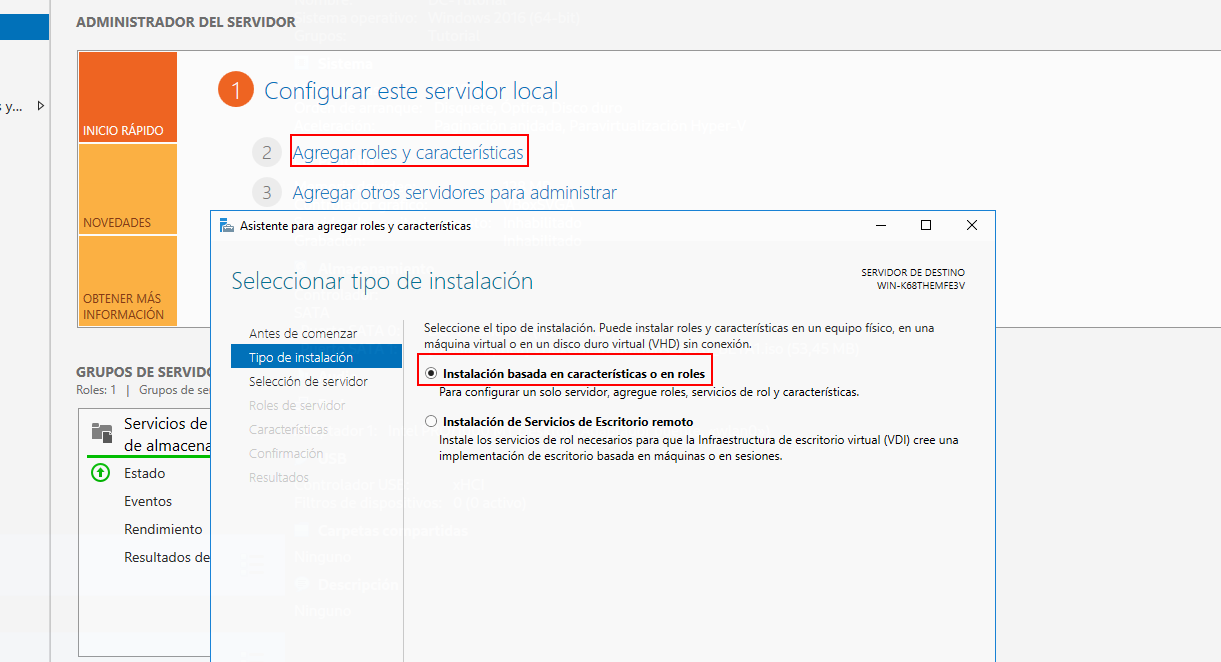 ADMINISTRADOR DEL SERVIDOR
INICIO RÁPIDO
NOVEDADES
OBTENER MÁS
INFORMACIÓN
1 Configurar este servidor local
2 Agregar roles y características
3 Agregar otros servidores para administrar
s y...
GRUPOS DE SERVIDO
Roles: 1 | Grupos de se
Servicios de
de almacena
Estado
Eventos
Rendimiento
Resultados de
Asistente para agregar roles y características
Seleccionar tipo de instalación
SERVIDOR DE DESTINO
WIN-K68THEMFE3V
Antes de comenzar
Tipo de instalación
Selección de servidor
Roles de servidor
Características
Confirmación
Resultados
Seleccione el tipo de instalación. Puede instalar roles y características en un equipo físico, en una
máquina virtual o en un disco duro virtual (VHD) sin conexión.
Instalación basada en características o en roles
Para configurar un solo servidor, agregue roles, servicios de rol y características.
Instalación de Servicios de Escritorio remoto
Instale los servicios de rol necesarios para que la Infraestructura de escritorio virtual (VDI) cree una
implementación de escritorio basada en máquinas o en sesiones.
Carpetas compartidas
Ninguno
Descripción
Ninguno